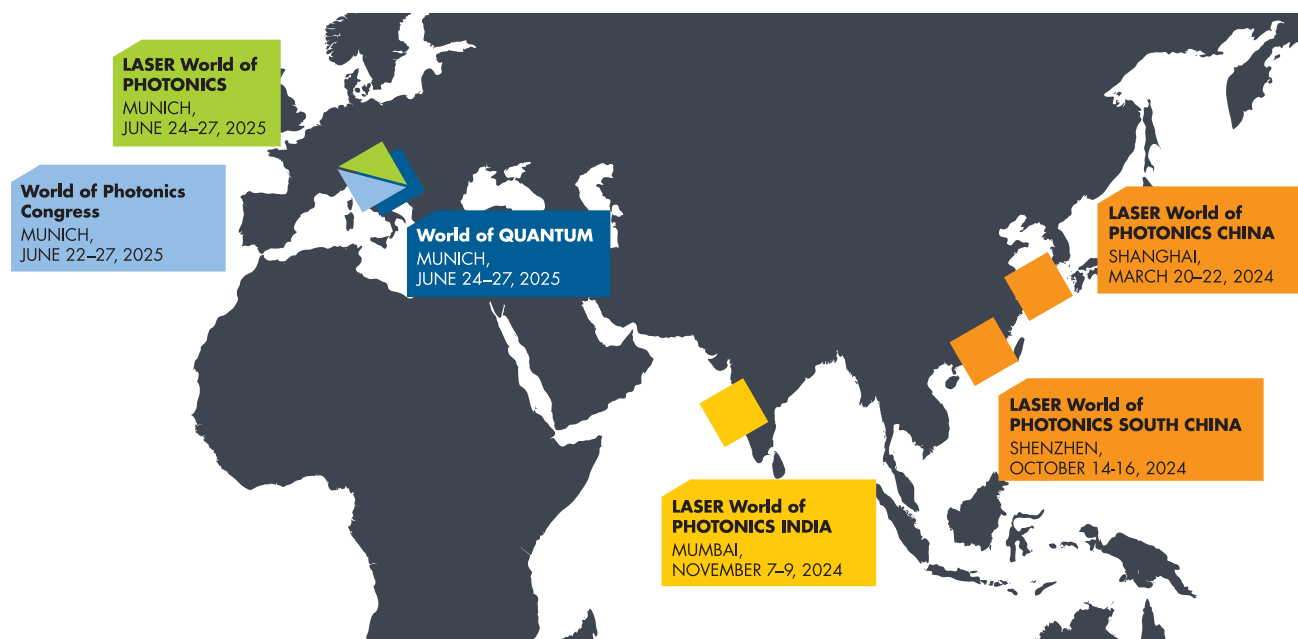 LASER World of
PHOTONICS
MUNICH,
JUNE 24–27, 2025
World of Photonics
Congress
MUNICH,
JUNE 22–27, 2025
World of QUANTUM
MUNICH,
JUNE 24–27, 2025
LASER World of
PHOTONICS CHINA
SHANGHAI,
MARCH 20–22, 2024
LASER World of
PHOTONICS SOUTH CHINA
SHENZHEN,
OCTOBER 14-16, 2024
LASER World of
PHOTONICS INDIA
MUMBAI,
NOVEMBER 7–9, 2024